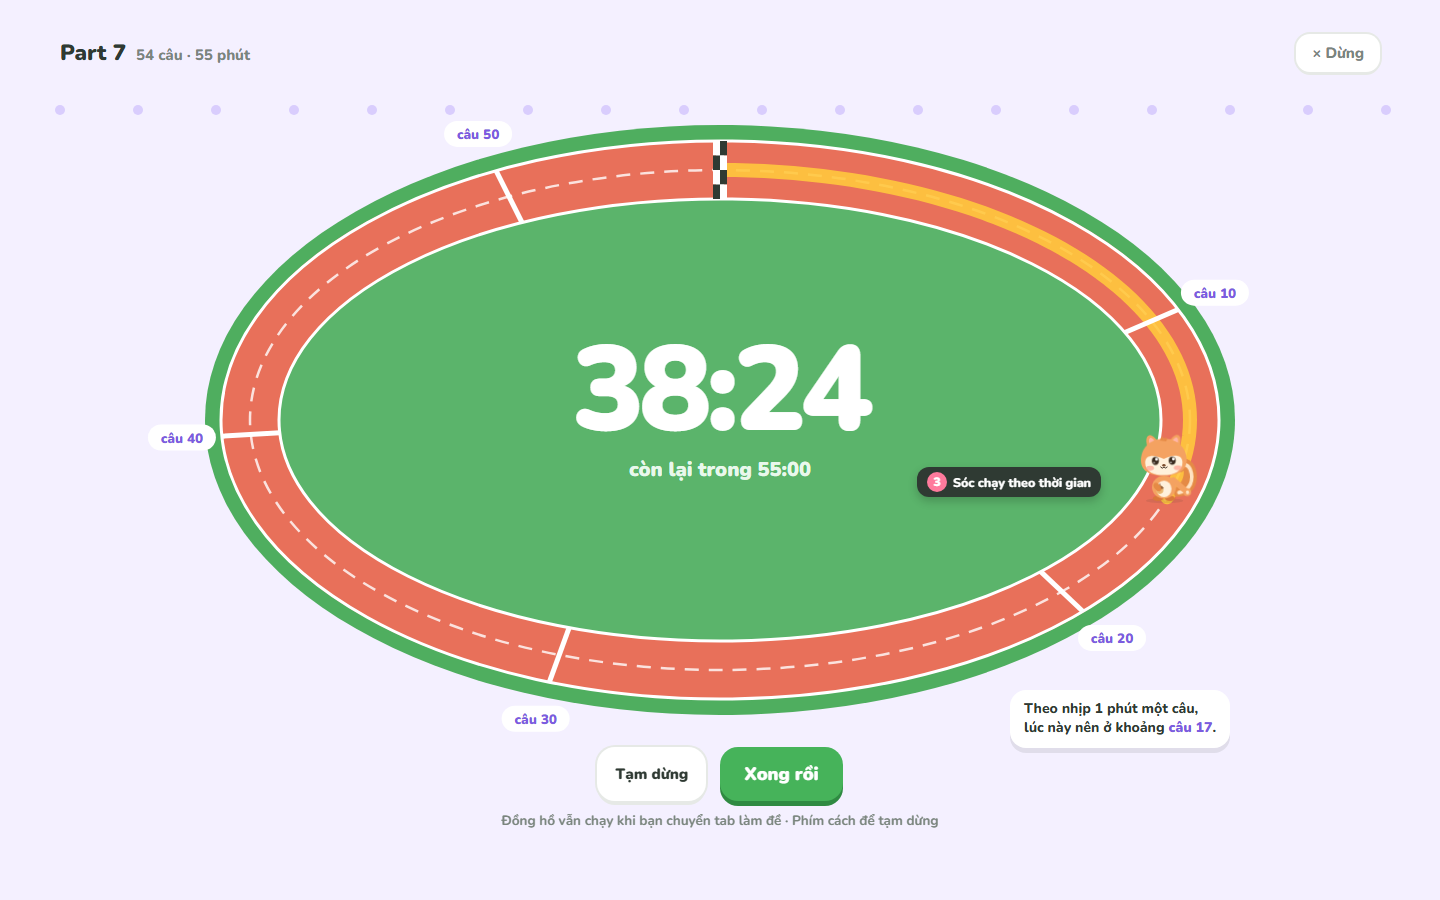 Part 7 54 câu · 55 phút
× Dừng
câu 50
câu 10
38:24
còn lại trong 55:00
câu 40
3 Sóc chạy theo thời gian
câu 20
câu 30
Theo nhịp 1 phút một câu,
lúc này nên ở khoảng câu 17.
Tạm dừng
Xong rồi
Đồng hồ vẫn chạy khi bạn chuyển tab làm đề · Phím cách để tạm dừng